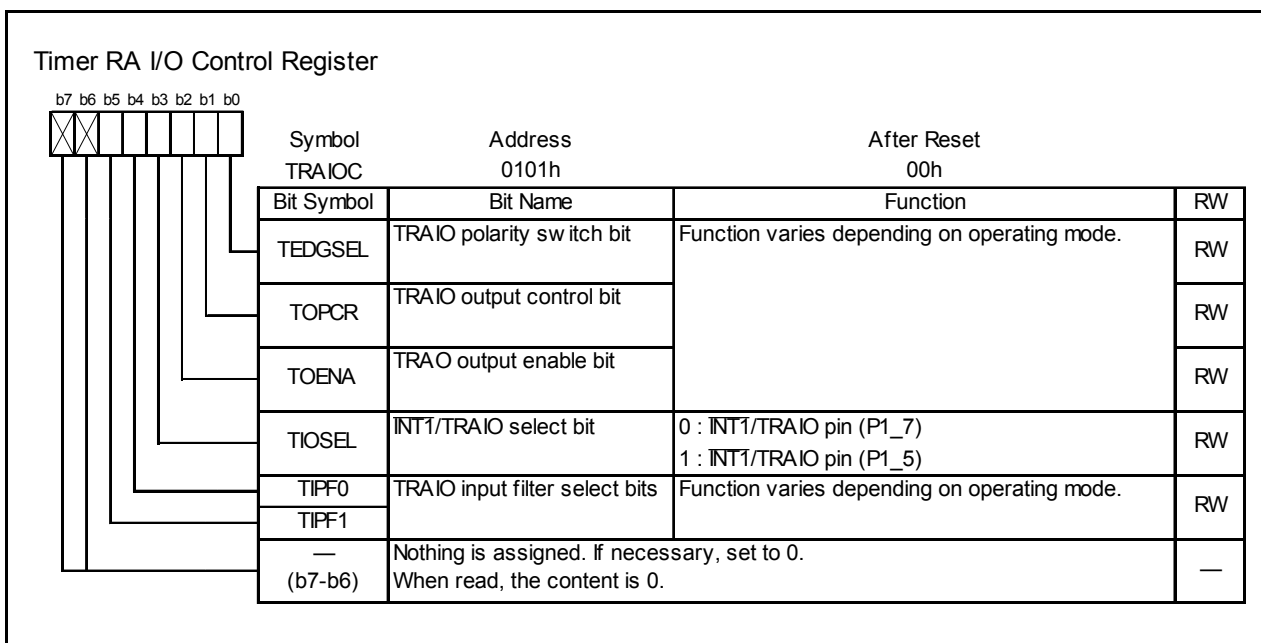 Timer RA I/O Control Register
b7 b6 b5 b4 b3 b2 b1 b0
Symbol Address After Reset
TRAIOC 0101h 00h
Bit Symbol Bit Name Function RW
TEDGSEL TRAIO polarity switch bit Function varies depending on operating mode. RW
TOPCR TRAIO output control bit RW
TOENA TRAO output enable bit RW
TIOSEL INT1/TRAIO select bit 0 : INT1/TRAIO pin (P1_7) RW
1 : INT1/TRAIO pin (P1_5)
TIPF0 TRAIO input filter select bits Function varies depending on operating mode. RW
TIPF1
— Nothing is assigned. If necessary, set to 0. —
(b7-b6) When read, the content is 0.